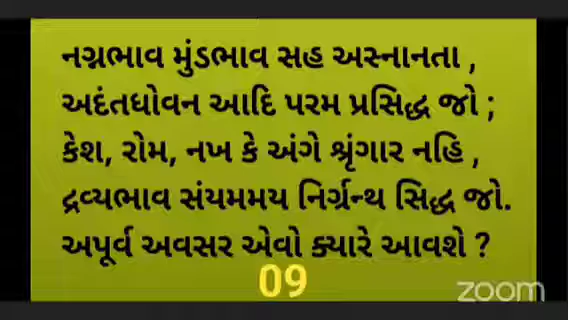 નગ્નભાવ મુંડભાવ સહ અસ્નાનતા ,
અદંતધોવન આદિ પરમ પ્રસિદ્ધ જો ;
કેશ, રોમ, નખ કે અંગે શ્રૃંગાર નહિ ,
દ્રવ્યભાવ સંયમમય નિર્ગ્રન્થ સિદ્ધ જો.
અપૂર્વ અવસર એવો ક્યારે આવશે ?
09
zoom